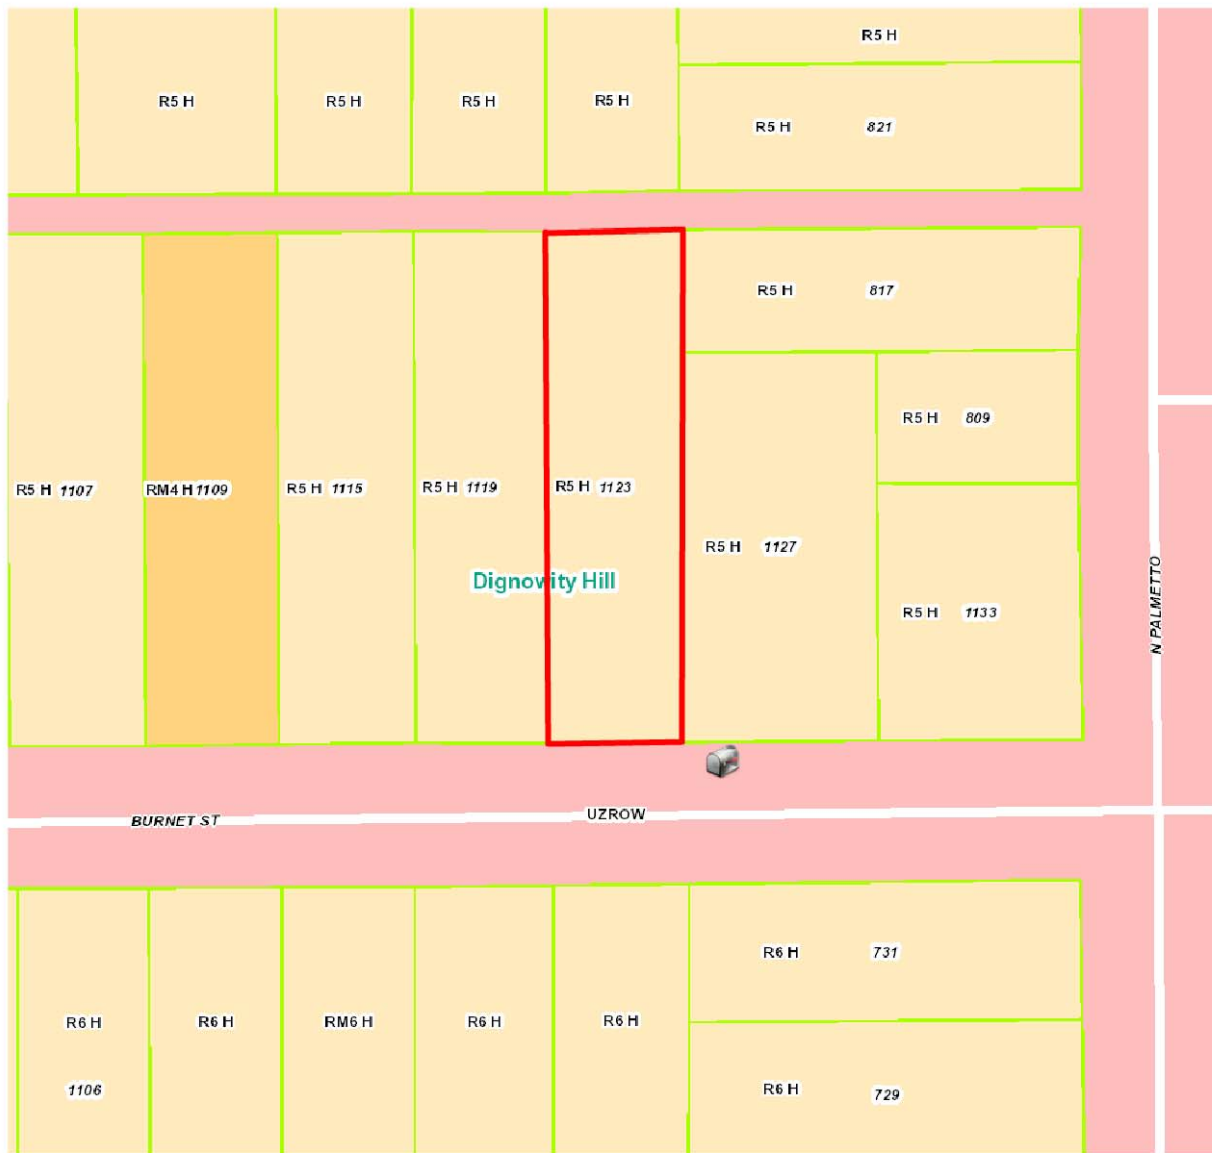 R5 H
R5 H R5 H R5 H R5 H
R5 H 821
R5 H 817
R5 H 809
R5 H 1107 RM4 H 1109 R5 H 1115 R5 H 1119 R5 H 1123
R5 H 1127
Dignowity Hill
R5 H 1133
N PALMETTO
BURNET ST UZROW
R6 H 731
R6 H R6 H RM6 H R6 H R6 H
1106
R6 H 729